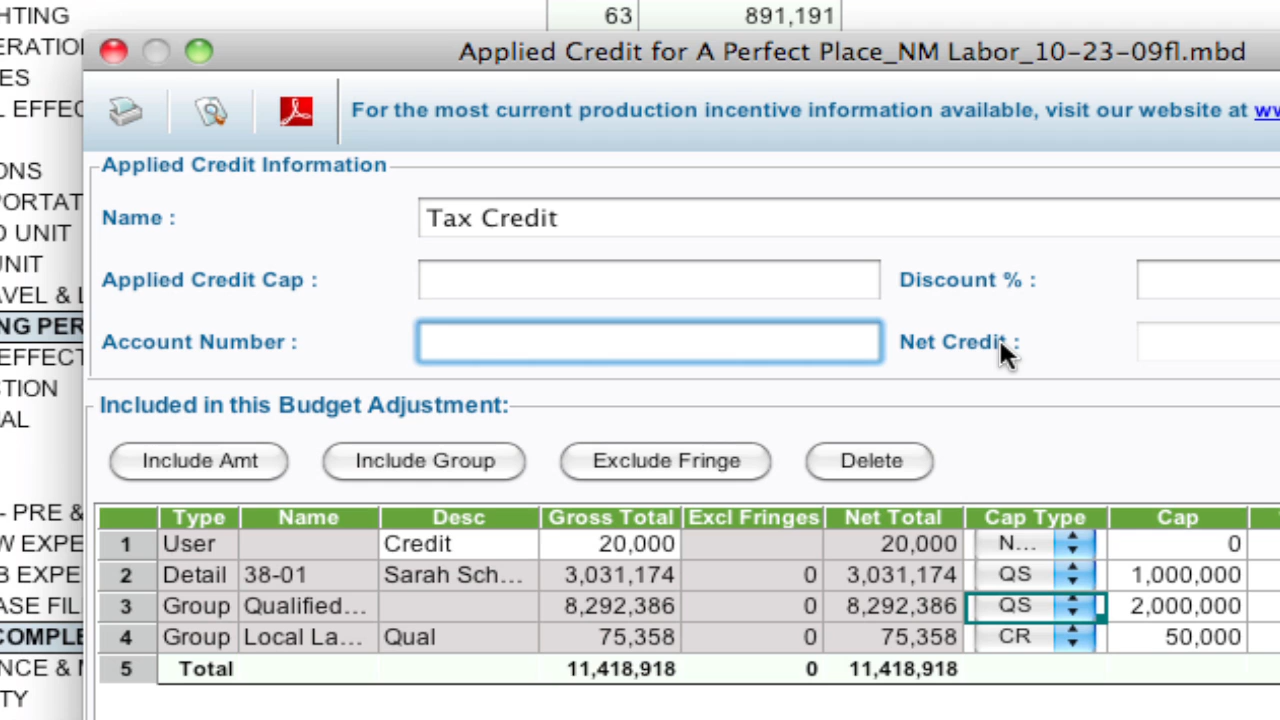 HTING 63 891,191
ERATIO
ES
L EFFEC
ONS
PORTAT
D UNIT
UNIT
AVEL & L
NG PER
EFFECT
CTION
AL
- PRE &
W EXPE
B EXPE
ASE FIL
COMPLE
NCE & M
TY
Applied Credit for A Perfect Place_NM Labor_10-23-09fl.mbd
For the most current production incentive information available, visit our website at
Applied Credit Information
Name : Tax Credit
Applied Credit Cap : Discount % :
Account Number : Net Credit :
Included in this Budget Adjustment:
Include Amt Include Group Exclude Fringe Delete
Type Name Desc Gross Total Excl Fringes Net Total Cap Type Cap
1 User Credit 20,000 20,000 N... 0
2 Detail 38-01 Sarah Sch... 3,031,174 0 3,031,174 QS 1,000,000
3 Group Qualified... 8,292,386 0 8,292,386 QS 2,000,000
4 Group Local La... Qual 75,358 0 75,358 CR 50,000
5 Total 11,418,918 0 11,418,918